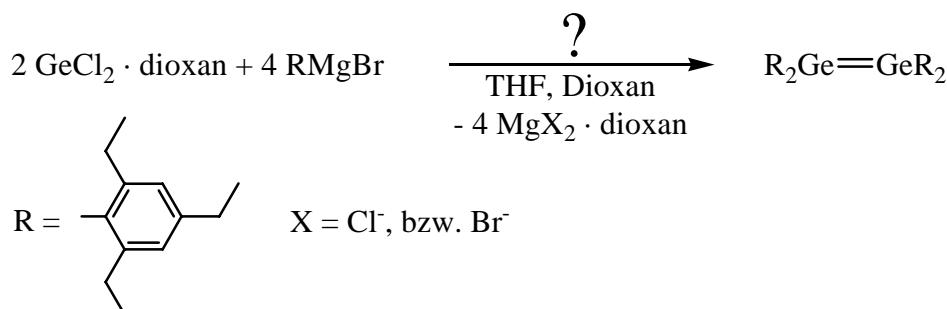 ?
2 GeCl₂ · dioxan + 4 RMgBr R₂Ge=GeR₂
THF, Dioxan
- 4 MgX₂ · dioxan
R = X = Cl⁻, bzw. Br⁻